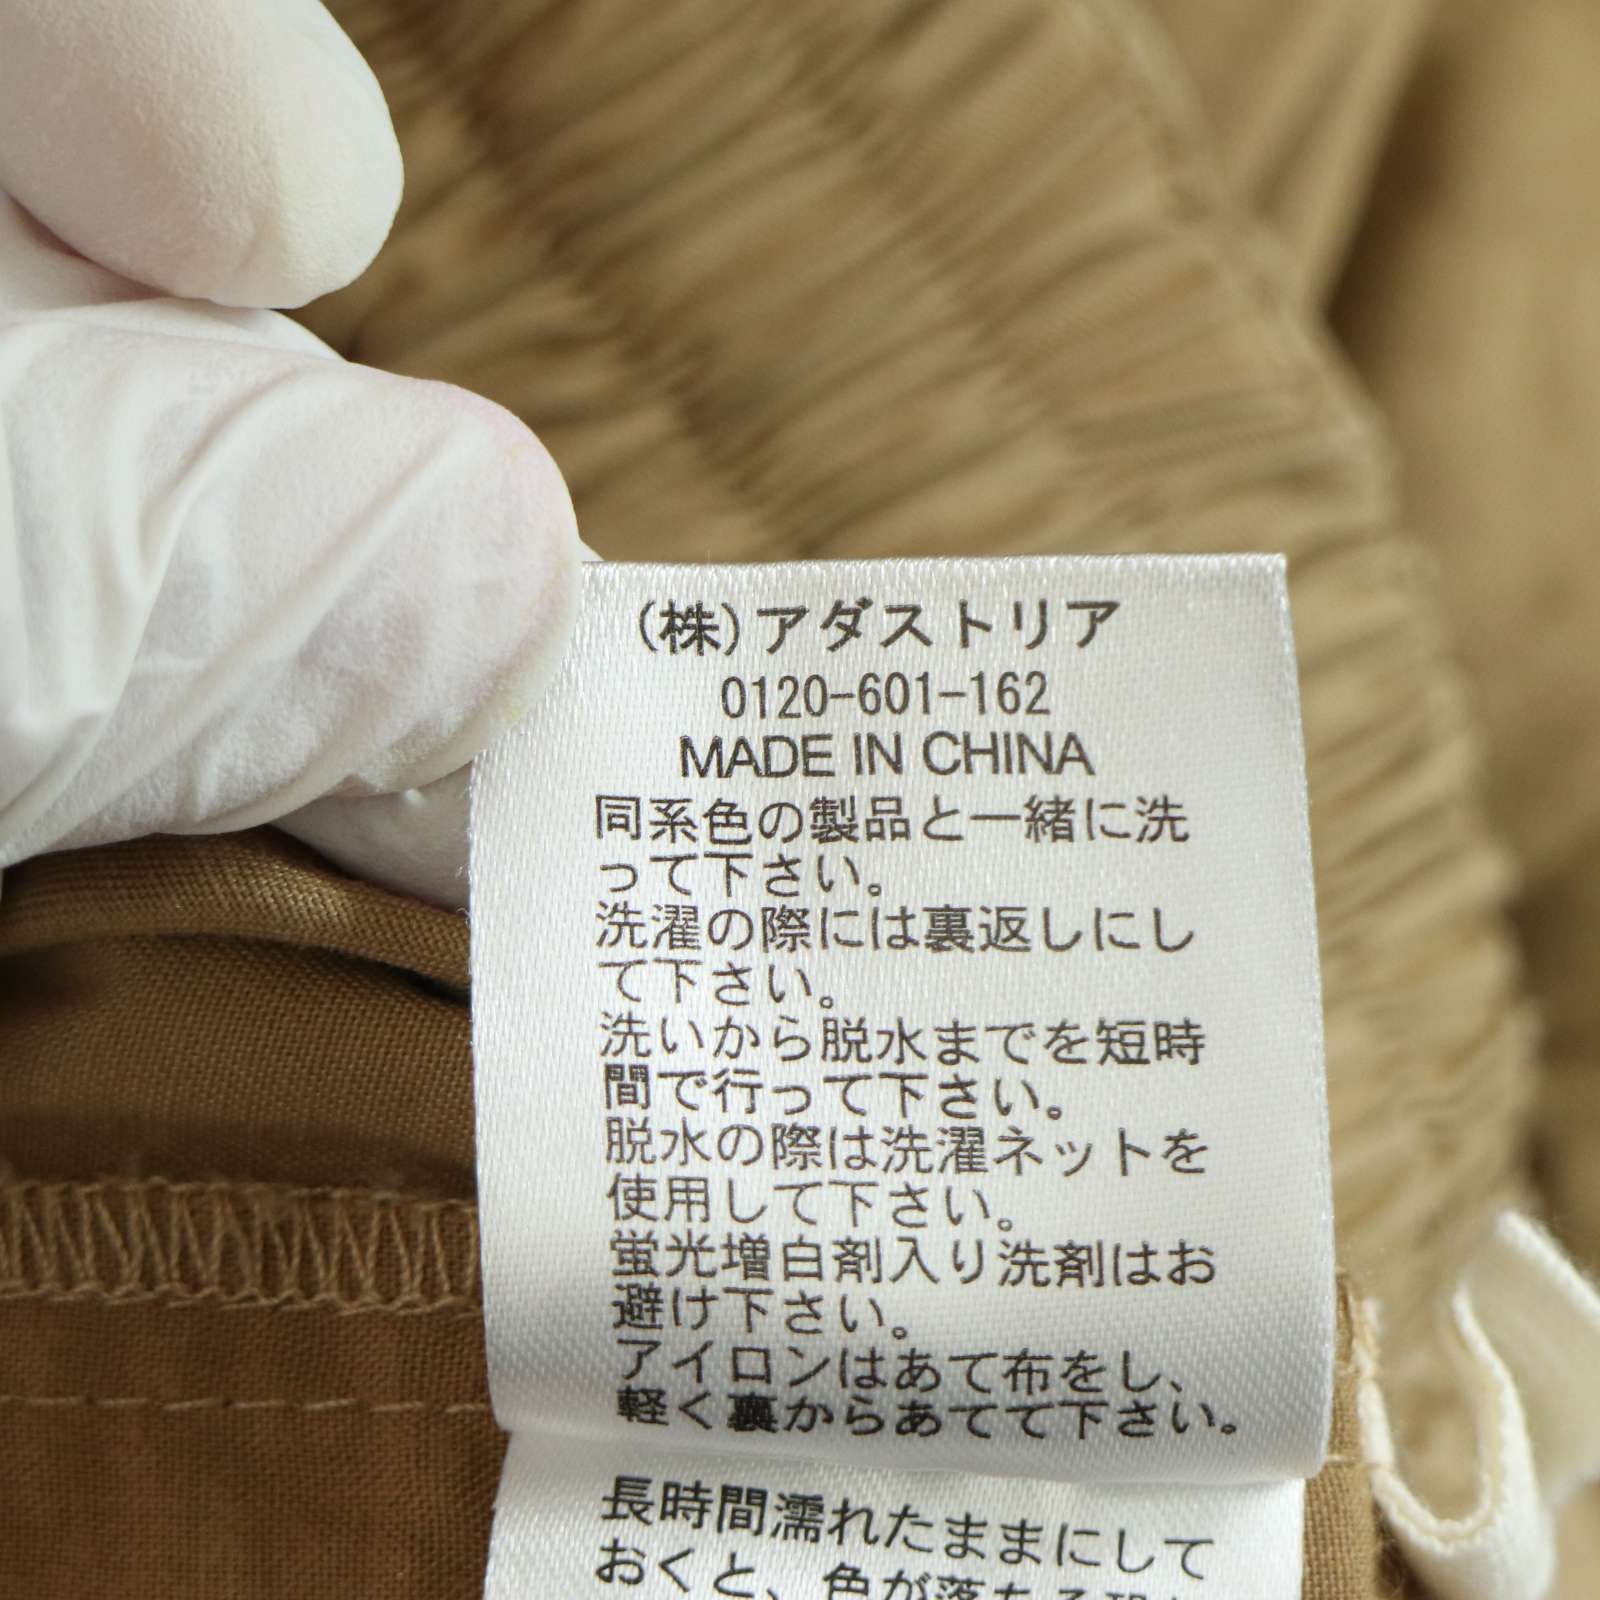 (株)アダストリア
0120-601-162
MADE IN CHINA
同系色の製品と一緒に洗
って下さい。
洗濯の際には裏返しにし
て下さい。
洗いから脱水までを短時
間で行って下さい。
脱水の際は洗濯ネットを
使用して下さい。
蛍光増白剤入り洗剤はお
避け下さい。
アイロンはあて布をし、
軽く裏からあてて下さい。
長時間濡れたままにして
おくと、色が落ちる